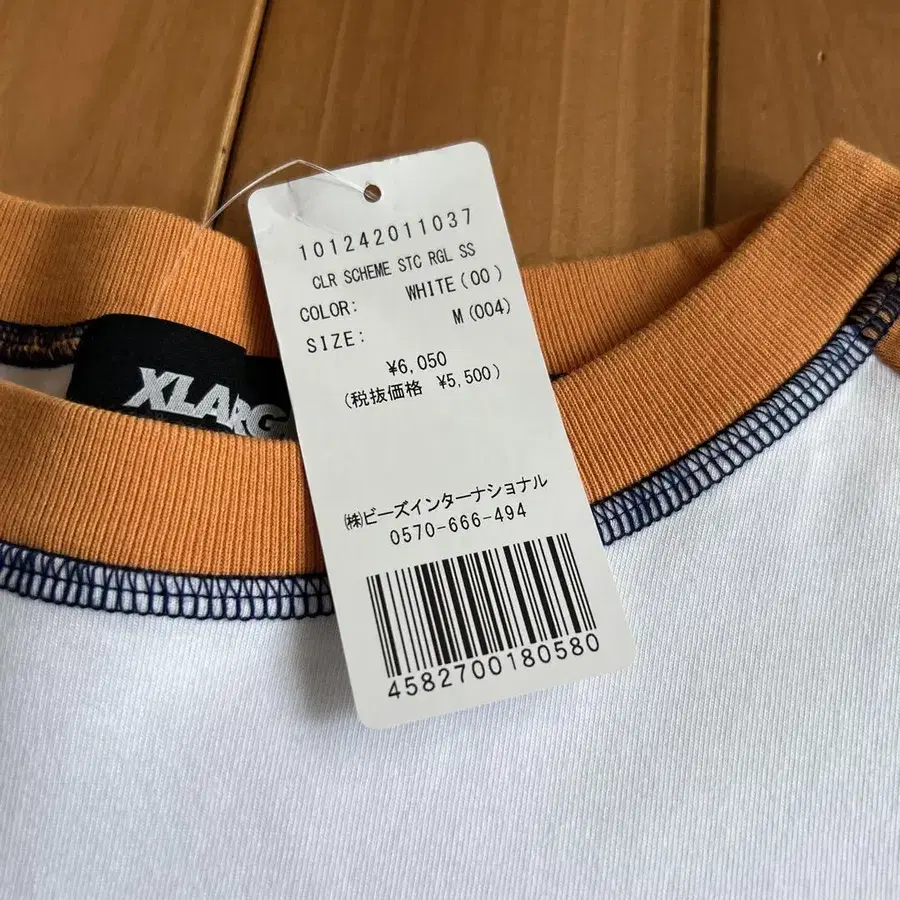 101242011037
CLR SCHEME STC RGL SS
COLOR: WHITE(00)
SIZE: M(004)
¥6,050
(税抜価格 ¥5,500)
㈱ビーズインターナショナル
0570-666-494
4582700180580
XLARG